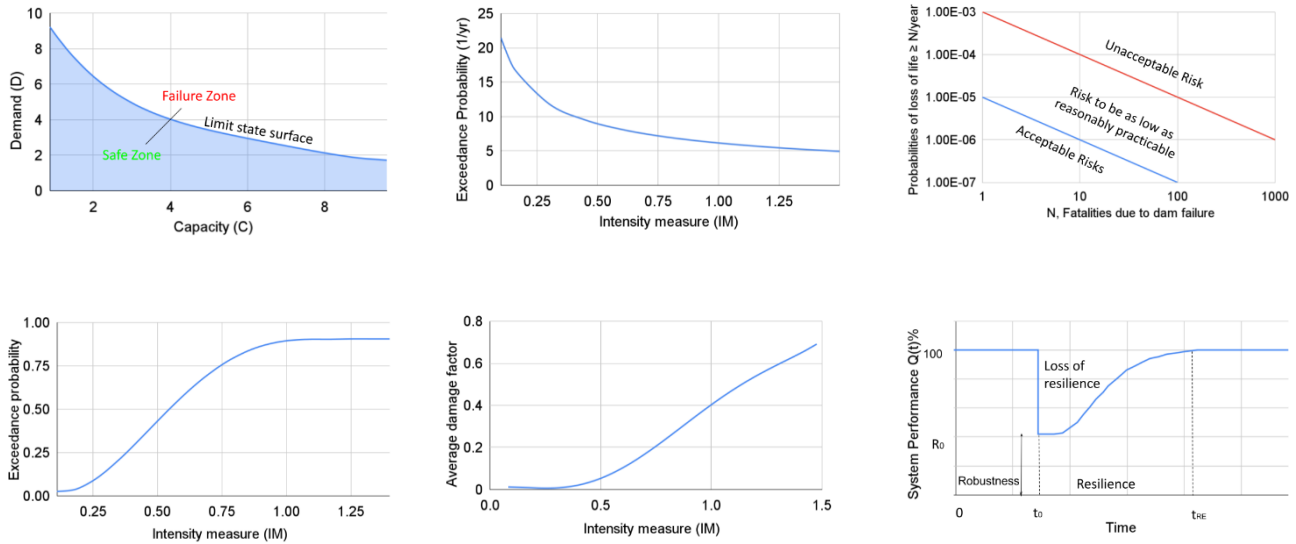 10
8
6
4
2
0
Demand (D)
Failure Zone
Limit state surface
Safe Zone
2
4
6
8
Capacity (C)
25
20
15
10
5
0
Exceedance Probability (1/yr)
0.25
0.50
0.75
1.00
1.25
Intensity measure (IM)
1.00E-03
1.00E-04
1.00E-05
1.00E-06
1.00E-07
Probabilities of loss of life ≥ N/year
Unacceptable Risk
Risk to be as low as
reasonably practicable
Acceptable Risks
1
10
100
1000
N, Fatalities due to dam failure
1.00
0.75
0.50
0.25
0.00
Exceedance probability
0.25
0.50
0.75
1.00
1.25
Intensity measure (IM)
0.8
0.6
0.4
0.2
0
Average damage factor
0.0
0.5
1.0
1.5
Intensity measure (IM)
System Performance Q(t)%
100
R0
Loss of
resilience
Robustness
Resilience
0
t0
tRE
Time